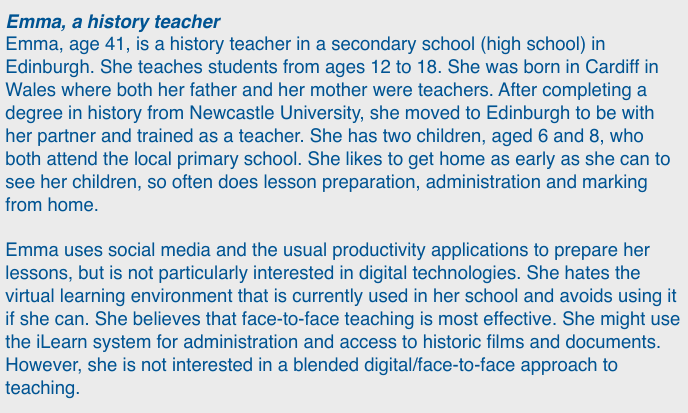 Emma, a history teacher
Emma, age 41, is a history teacher in a secondary school (high school) in
Edinburgh. She teaches students from ages 12 to 18. She was born in Cardiff in
Wales where both her father and her mother were teachers. After completing a
degree in history from Newcastle University, she moved to Edinburgh to be with
her partner and trained as a teacher. She has two children, aged 6 and 8, who
both attend the local primary school. She likes to get home as early as she can to
see her children, so often does lesson preparation, administration and marking
from home.
Emma uses social media and the usual productivity applications to prepare her
lessons, but is not particularly interested in digital technologies. She hates the
virtual learning environment that is currently used in her school and avoids using it
if she can. She believes that face-to-face teaching is most effective. She might use
the iLearn system for administration and access to historic films and documents.
However, she is not interested in a blended digital/face-to-face approach to
teaching.